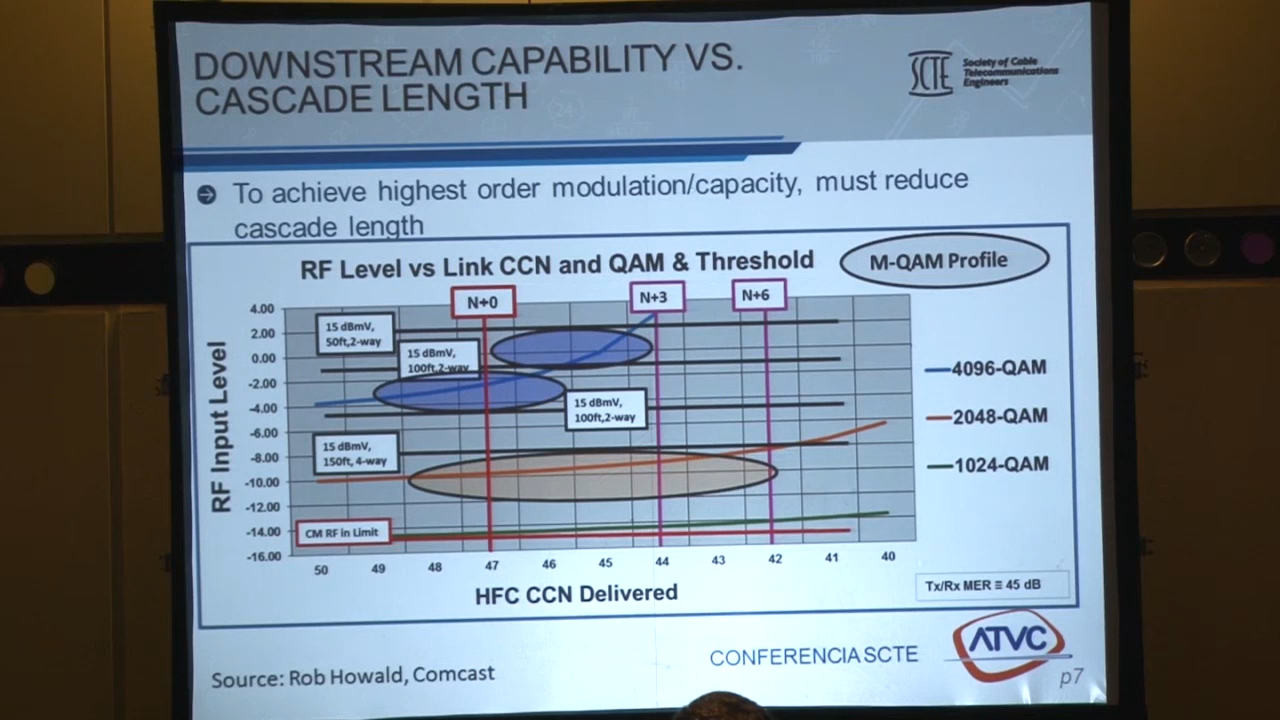 DOWNSTREAM CAPABILITY VS.
CASCADE LENGTH
SCTE
Society of Cable
Telecommunications
Engineers
To achieve highest order modulation/capacity, must reduce
cascade length
RF Level vs Link CCN and QAM & Threshold
M-QAM Profile
N+0
N+3
N+6
4.00
2.00
0.00
-2.00
-4.00
-6.00
-8.00
-10.00
-12.00
-14.00
-16.00
RF Input Level
15 dBmV,
50ft,2-way
15 dBmV,
100ft,2-way
15 dBmV,
100ft,2-way
15 dBmV,
150ft, 4-way
CM RF in Limit
4096-QAM
2048-QAM
1024-QAM
50 49 48 47 46 45 44 43 42 41 40
HFC CCN Delivered
Tx/Rx MER ≡ 45 dB
Source: Rob Howald, Comcast
CONFERENCIA SCTE
ATVC
p7